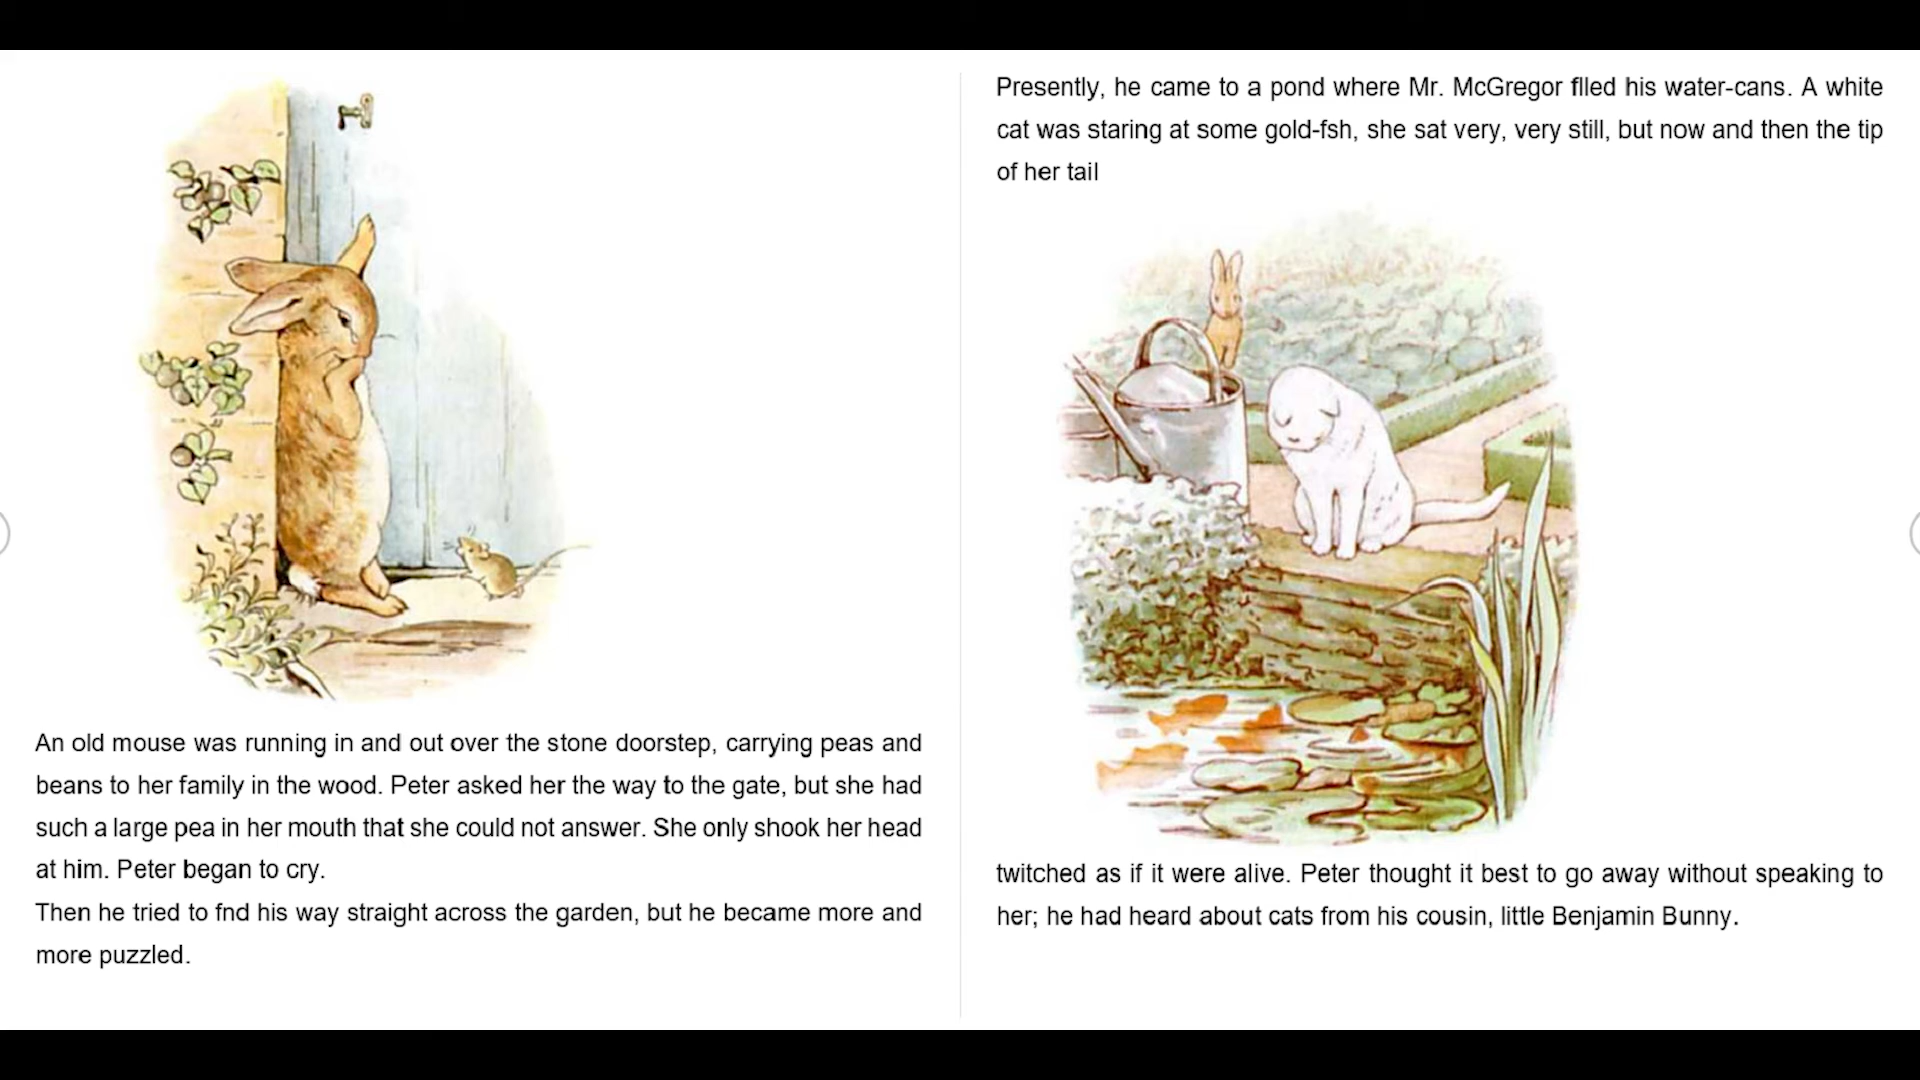 An old mouse was running in and out over the stone doorstep, carrying peas and
beans to her family in the wood. Peter asked her the way to the gate, but she had
such a large pea in her mouth that she could not answer. She only shook her head
at him. Peter began to cry.
Then he tried to fnd his way straight across the garden, but he became more and
more puzzled.
Presently, he came to a pond where Mr. McGregor flled his water-cans. A white
cat was staring at some gold-fsh, she sat very, very still, but now and then the tip
of her tail
twitched as if it were alive. Peter thought it best to go away without speaking to
her; he had heard about cats from his cousin, little Benjamin Bunny.